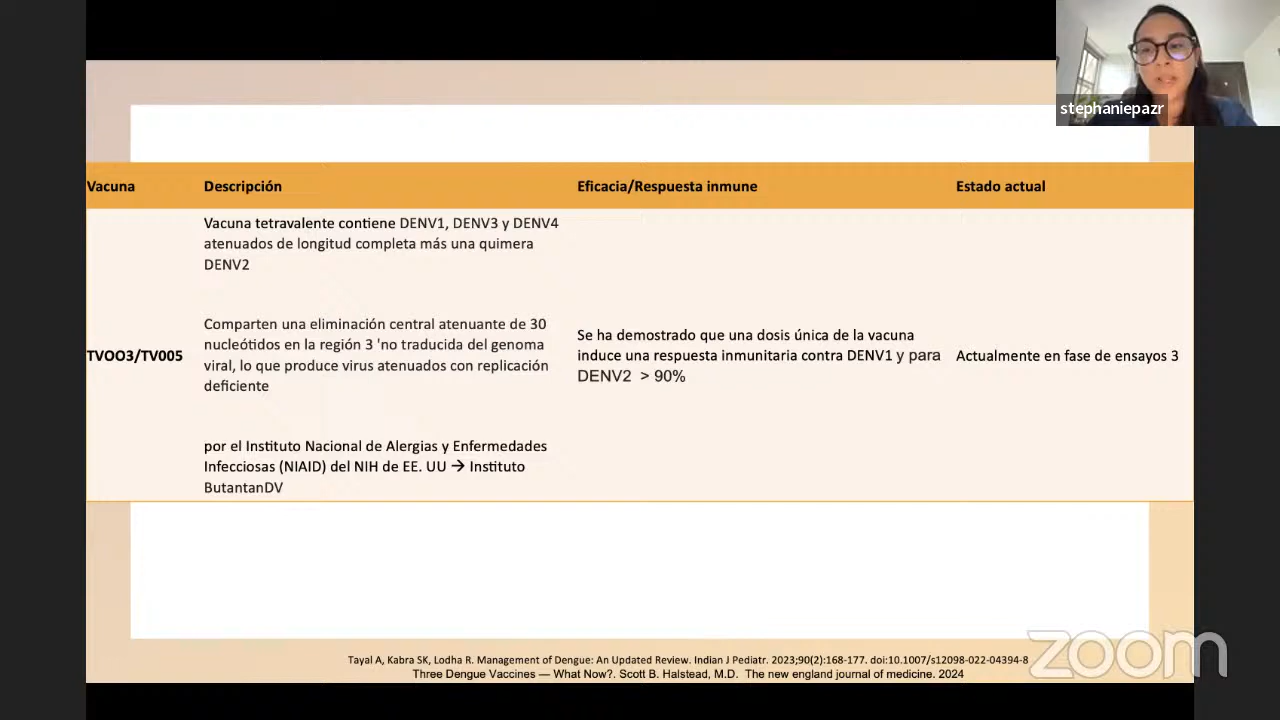 stephaniepazr
Vacuna
Descripción
Eficacia/Respuesta inmune
Estado actual
TVOO3/TV005
Vacuna tetravalente contiene DENV1, DENV3 y DENV4
atenuados de longitud completa más una quimera
DENV2
Comparten una eliminación central atenuante de 30
nucleótidos en la región 3 'no traducida del genoma
viral, lo que produce virus atenuados con replicación
deficiente
por el Instituto Nacional de Alergias y Enfermedades
Infecciosas (NIAID) del NIH de EE. UU → Instituto
ButantanDV
Se ha demostrado que una dosis única de la vacuna
induce una respuesta inmunitaria contra DENV1 y para
DENV2 > 90%
Actualmente en fase de ensayos 3
Tayal A, Kabra SK, Lodha R. Management of Dengue: An Updated Review. Indian J Pediatr. 2023;90(2):168-177. doi:10.1007/s12098-022-04394-8
Three Dengue Vaccines — What Now?. Scott B. Halstead, M.D. The new england journal of medicine. 2024
zoom